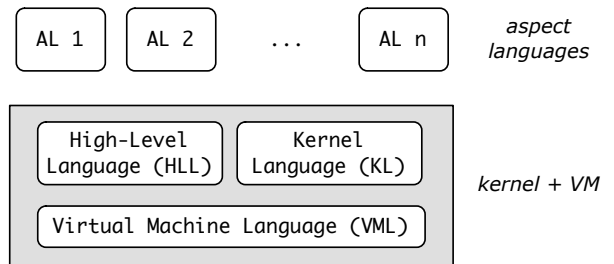 AL 1 AL 2 ... AL n aspect
languages
High-Level Kernel
Language (HLL) Language (KL)
kernel + VM
Virtual Machine Language (VML)